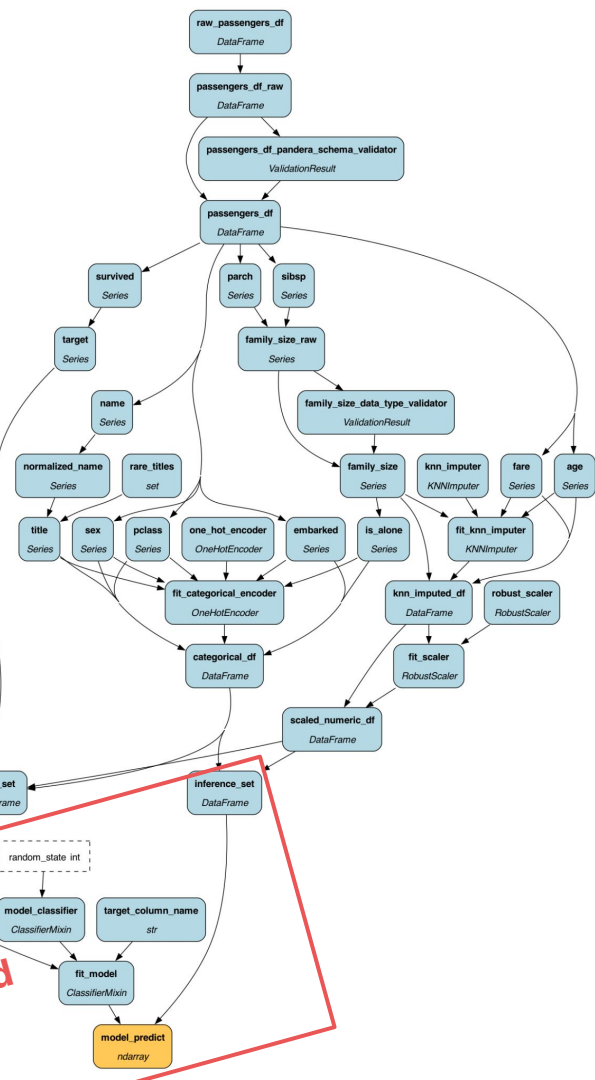 raw_passengers_df
DataFrame
passengers_df_raw
DataFrame
passengers_df_pandera_schema_validator
ValidationResult
passengers_df
DataFrame
survived
Series
parch
Series
sibsp
Series
target
Series
family_size_raw
Series
name
Series
family_size_data_type_validator
ValidationResult
normalized_name
Series
rare_titles
set
family_size
Series
knn_imputer
KNNImputer
fare
Series
age
Series
title
Series
sex
Series
pclass
Series
one_hot_encoder
OneHotEncoder
embarked
Series
is_alone
Series
fit_knn_imputer
KNNImputer
fit_categorical_encoder
OneHotEncoder
knn_imputed_df
DataFrame
robust_scaler
RobustScaler
categorical_df
DataFrame
fit_scaler
RobustScaler
scaled_numeric_df
DataFrame
_set
rame
inference_set
DataFrame
random_state int
model_classifier
ClassifierMixin
target_column_name
str
d
fit_model
ClassifierMixin
model_predict
ndarray